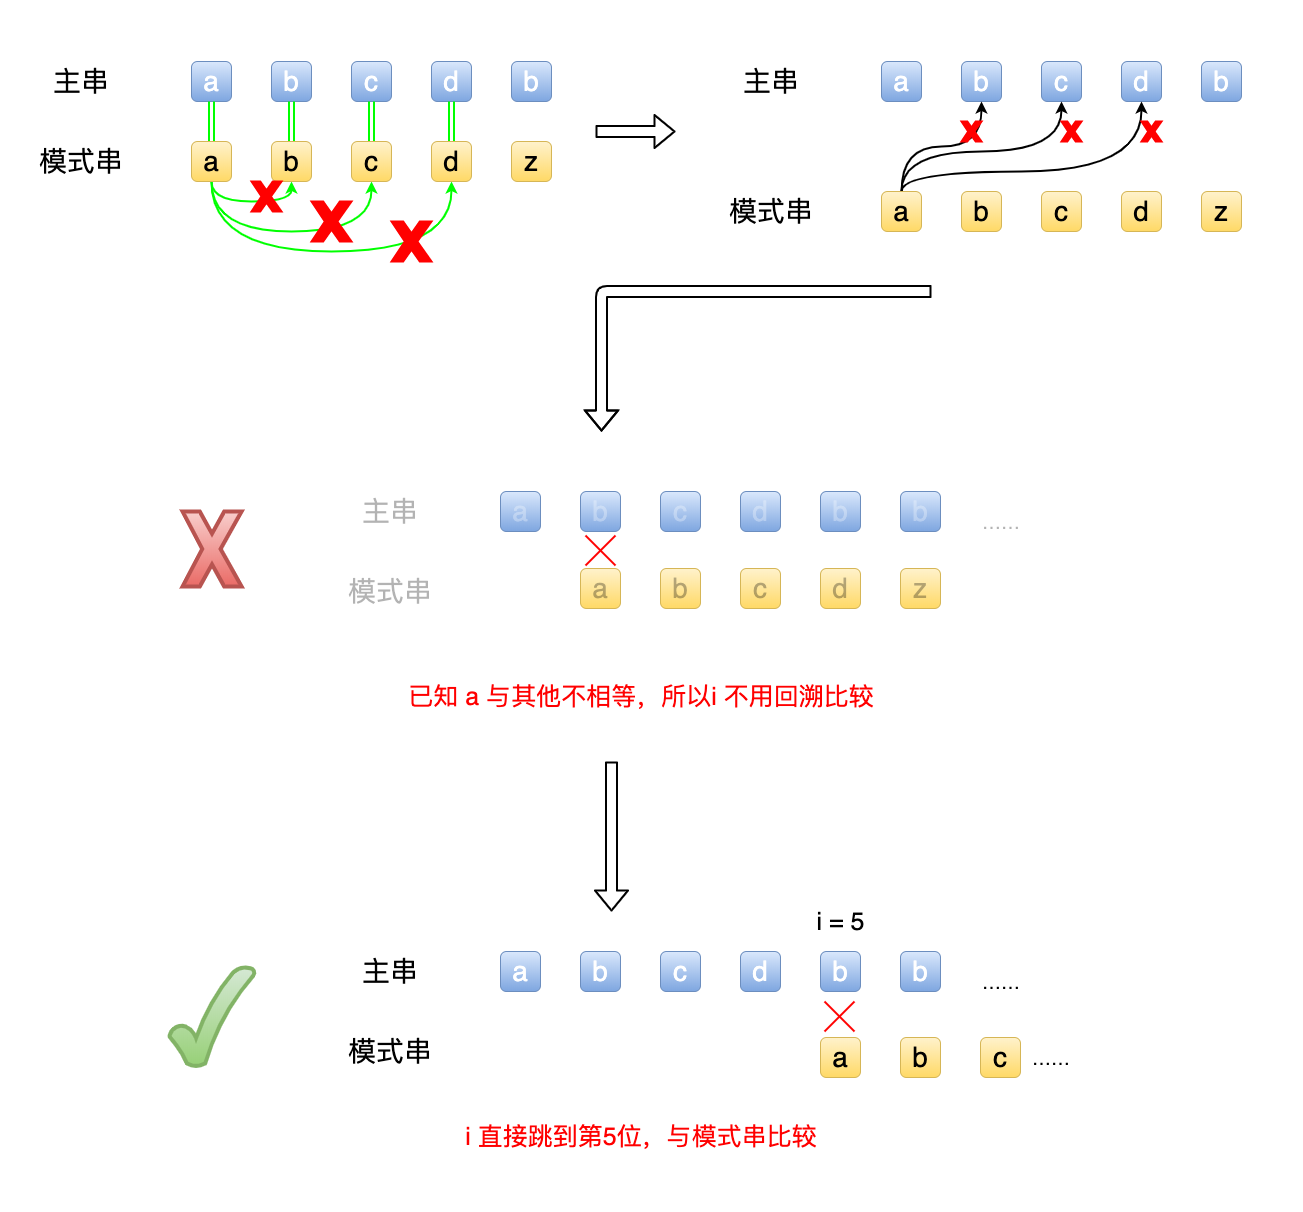 主串 a b c d b
模式串 a b c d z
X X X
主串 a b c d b
模式串 a b c d z
X X X
X
主串 a b c d b b ......
模式串 a b c d z
已知 a 与其他不相等，所以i 不用回溯比较
i = 5
主串 a b c d b b ......
模式串 a b c ......
i 直接跳到第5位，与模式串比较